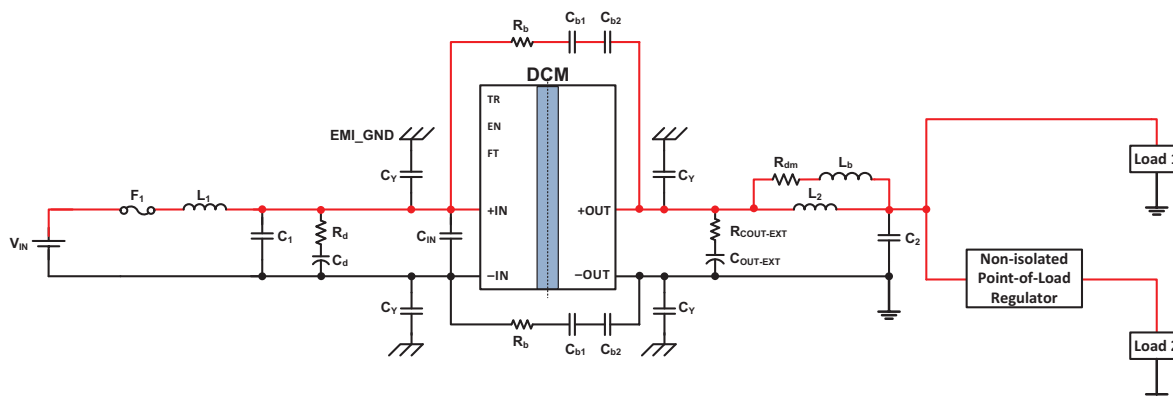 Rb
Cb1
Cb2
DCM
TR
EN
FT
EMI_GND
CY
CY
F1
L1
+IN
+OUT
Rdm
Lb
L2
Load 1
VIN
C1
Rd
Cd
CIN
RCOUT-EXT
COUT-EXT
C2
–IN
–OUT
CY
CY
Rb
Cb1
Cb2
Non-isolated
Point-of-Load
Regulator
Load 2